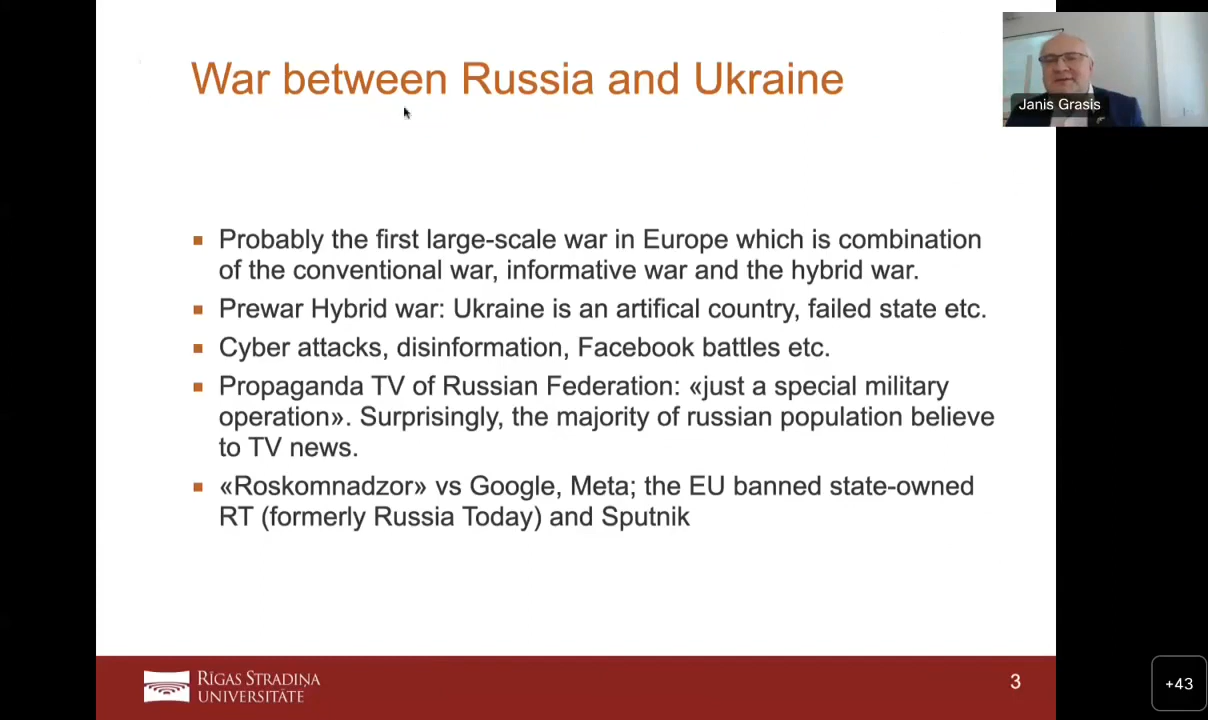 War between Russia and Ukraine
Janis Grasis
▪ Probably the first large-scale war in Europe which is combination
of the conventional war, informative war and the hybrid war.
▪ Prewar Hybrid war: Ukraine is an artifical country, failed state etc.
▪ Cyber attacks, disinformation, Facebook battles etc.
▪ Propaganda TV of Russian Federation: «just a special military
operation». Surprisingly, the majority of russian population believe
to TV news.
▪ «Roskomnadzor» vs Google, Meta; the EU banned state-owned
RT (formerly Russia Today) and Sputnik
RĪGAS STRADIŅA
UNIVERSITĀTE
3
+43